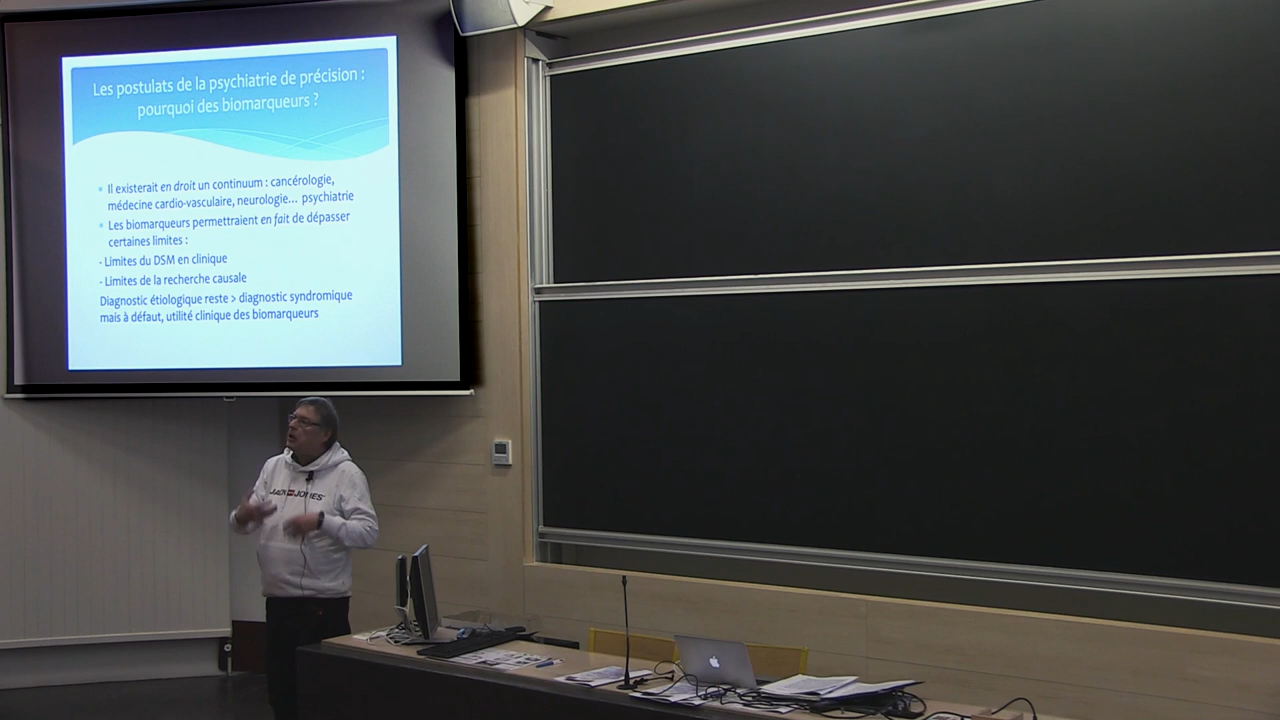 Les postulats de la psychiatrie de précision :
pourquoi des biomarqueurs ?
Il existerait en droit un continuum : cancérologie,
médecine cardio-vasculaire, neurologie... psychiatrie
Les biomarqueurs permettraient en fait de dépasser
certaines limites :
- Limites du DSM en clinique
- Limites de la recherche causale
Diagnostic étiologique reste > diagnostic syndromique
mais à défaut, utilité clinique des biomarqueurs
JACK JONES